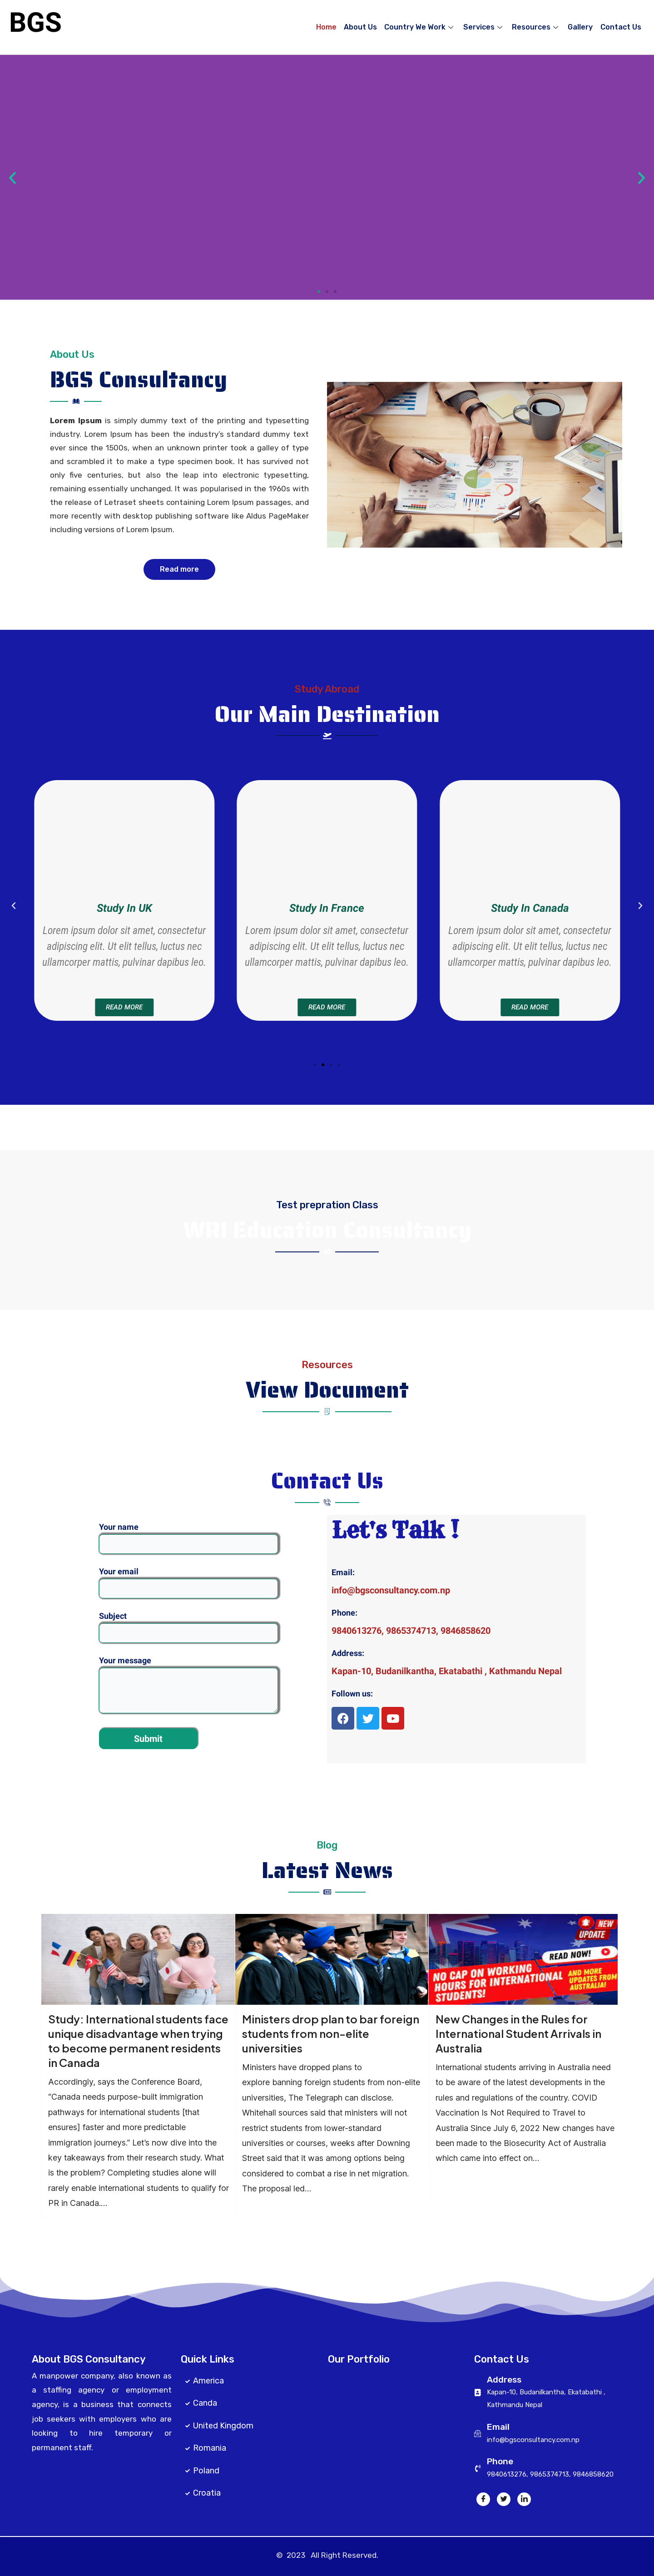 BGS
Home About Us Country We Work Services Resources Gallery Contact Us
About Us
BGS Consultancy
Lorem Ipsum is simply dummy text of the printing and typesetting
industry. Lorem Ipsum has been the industry's standard dummy text
ever since the 1500s, when an unknown printer took a galley of type
and scrambled it to make a type specimen book. It has survived not
only five centuries, but also the leap into electronic typesetting,
remaining essentially unchanged. It was popularised in the 1960s with
the release of Letraset sheets containing Lorem Ipsum passages, and
more recently with desktop publishing software like Aldus PageMaker
including versions of Lorem Ipsum.
Read more
Study Abroad
Our Main Destination
Study In UK
Lorem ipsum dolor sit amet, consectetur
adipiscing elit. Ut elit tellus, luctus nec
ullamcorper mattis, pulvinar dapibus leo.
READ MORE
Study In France
Lorem ipsum dolor sit amet, consectetur
adipiscing elit. Ut elit tellus, luctus nec
ullamcorper mattis, pulvinar dapibus leo.
READ MORE
Study In Canada
Lorem ipsum dolor sit amet, consectetur
adipiscing elit. Ut elit tellus, luctus nec
ullamcorper mattis, pulvinar dapibus leo.
READ MORE
Test prepration Class
WRI Education Consultancy
Resources
View Document
Contact Us
Your name
Your email
Subject
Your message
Submit
Let's Talk !
Email:
info@bgsconsultancy.com.np
Phone:
9840613276, 9865374713, 9846858620
Address:
Kapan-10, Budanilkantha, Ekatabathi , Kathmandu Nepal
Follown us:
Blog
Latest News
Study: International students face
unique disadvantage when trying
to become permanent residents
in Canada
Accordingly, says the Conference Board,
"Canada needs purpose-built immigration
pathways for international students [that
ensures] faster and more predictable
immigration journeys." Let's now dive into the
key takeaways from their research study. What
is the problem? Completing studies alone will
rarely enable international students to qualify for
PR in Canada....
Ministers drop plan to bar foreign
students from non-elite
universities
Ministers have dropped plans to
explore banning foreign students from non-elite
universities, The Telegraph can disclose.
Whitehall sources said that ministers will not
restrict students from lower-standard
universities or courses, weeks after Downing
Street said that it was among options being
considered to combat a rise in net migration.
The proposal led...
NEW
UPDATE
READ NOW!
NO CAP ON WORKING
HOURS FOR INTERNATIONAL
STUDENTS!
AND MORE
UPDATES FROM
AUSTRALIA!
New Changes in the Rules for
International Student Arrivals in
Australia
International students arriving in Australia need
to be aware of the latest developments in the
rules and regulations of the country. COVID
Vaccination Is Not Required to Travel to
Australia Since July 6, 2022 New changes have
been made to the Biosecurity Act of Australia
which came into effect on...
About BGS Consultancy
A manpower company, also known as
a staffing agency or employment
agency, is a business that connects
job seekers with employers who are
looking to hire temporary or
permanent staff.
Quick Links
America
Canda
United Kingdom
Romania
Poland
Croatia
Our Portfolio
Contact Us
Address
Kapan-10, Budanilkantha, Ekatabathi ,
Kathmandu Nepal
Email
info@bgsconsultancy.com.np
Phone
9840613276, 9865374713, 9846858620
© 2023 All Right Reserved.